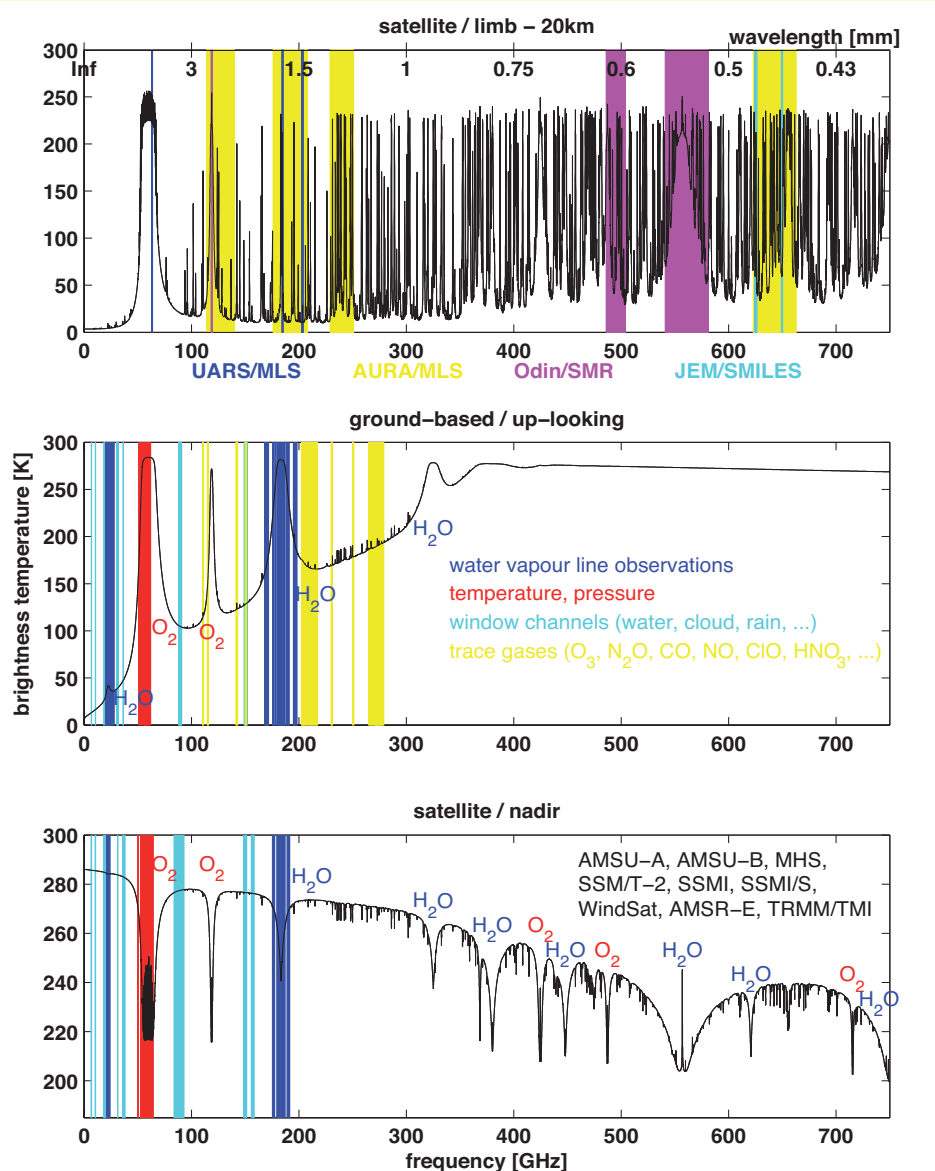 satellite / limb – 20km
wavelength [mm]
Inf 3 1.5 1 0.75 0.6 0.5 0.43
300
250
200
150
100
50
0
0 100 200 300 400 500 600 700
UARS/MLS AURA/MLS Odin/SMR JEM/SMILES
ground–based / up–looking
brightness temperature [K]
300
250
200
150
100
50
0
H2O
O2
O2
H2O
H2O
water vapour line observations
temperature, pressure
window channels (water, cloud, rain, ...)
trace gases (O3, N2O, CO, NO, ClO, HNO3, ...)
0 100 200 300 400 500 600 700
satellite / nadir
300
280
260
240
220
200
AMSU–A, AMSU–B, MHS,
SSM/T–2, SSMI, SSMI/S,
WindSat, AMSR–E, TRMM/TMI
O2 O2 H2O H2O H2O O2 H2O O2 H2O H2O O2 H2O
0 100 200 300 400 500 600 700
frequency [GHz]